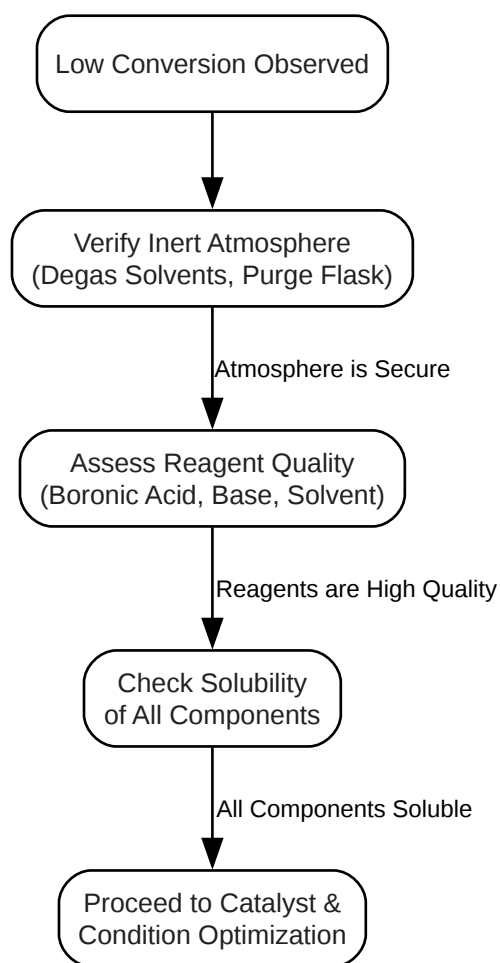 Low Conversion Observed
Verify Inert Atmosphere
(Degas Solvents, Purge Flask)
Atmosphere is Secure
Assess Reagent Quality
(Boronic Acid, Base, Solvent)
Reagents are High Quality
Check Solubility
of All Components
All Components Soluble
Proceed to Catalyst &
Condition Optimization